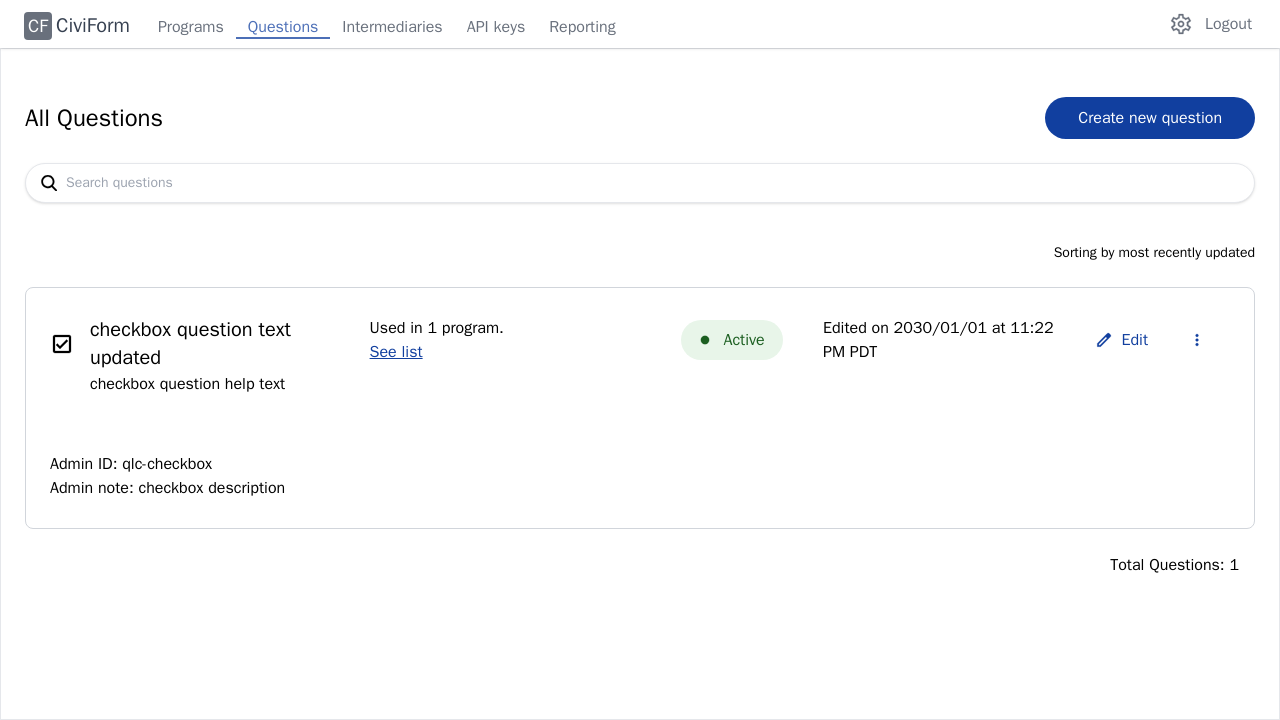 CF CiviForm Programs Questions Intermediaries API keys Reporting Logout
All Questions Create new question
Search questions
Sorting by most recently updated
checkbox question text updated
checkbox question help text
Used in 1 program.
See list
Active
Edited on 2030/01/01 at 11:22
PM PDT
Edit
Admin ID: qlc-checkbox
Admin note: checkbox description
Total Questions: 1